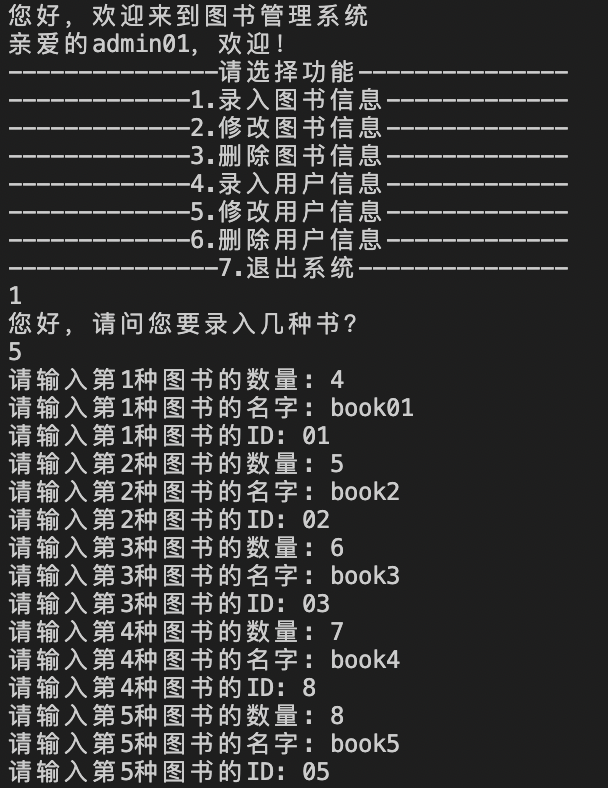 您好，欢迎来到图书管理系统
亲爱的admin01，欢迎！
---------------请选择功能---------------
-------------1.录入图书信息-------------
-------------2.修改图书信息-------------
-------------3.删除图书信息-------------
-------------4.录入用户信息-------------
-------------5.修改用户信息-------------
-------------6.删除用户信息-------------
---------------7.退出系统---------------
1
您好，请问您要录入几种书？
5
请输入第1种图书的数量：4
请输入第1种图书的名字：book01
请输入第1种图书的ID：01
请输入第2种图书的数量：5
请输入第2种图书的名字：book2
请输入第2种图书的ID：02
请输入第3种图书的数量：6
请输入第3种图书的名字：book3
请输入第3种图书的ID：03
请输入第4种图书的数量：7
请输入第4种图书的名字：book4
请输入第4种图书的ID：8
请输入第5种图书的数量：8
请输入第5种图书的名字：book5
请输入第5种图书的ID：05